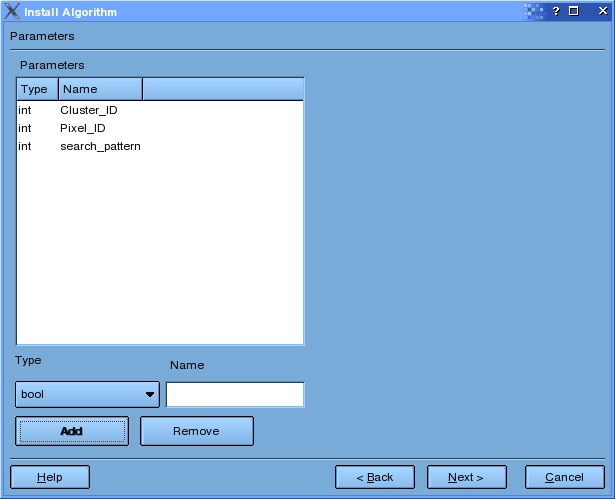 Install Algorithm ?
Parameters
Parameters
Type Name
int Cluster_ID
int Pixel_ID
int search_pattern
Type Name
bool
Add Remove
Help < Back Next > Cancel